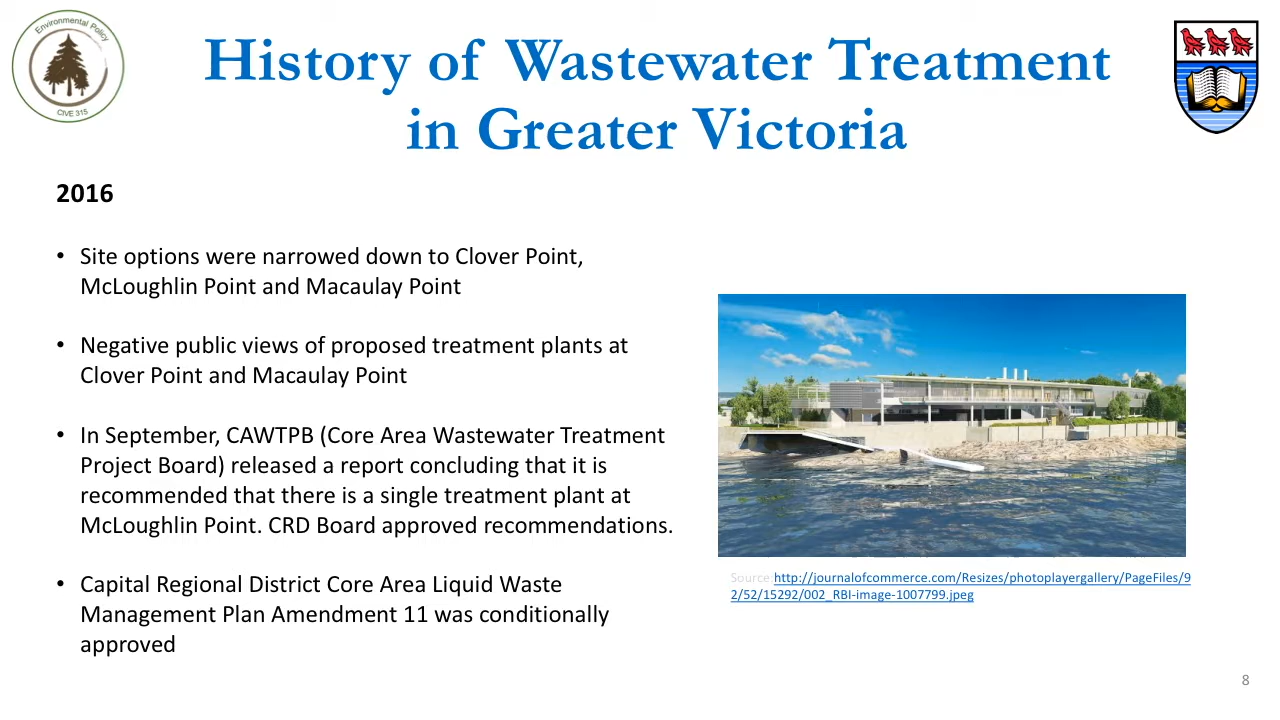 Environmental Policy
CIVE 315
History of Wastewater Treatment
in Greater Victoria
2016
• Site options were narrowed down to Clover Point,
McLoughlin Point and Macaulay Point
• Negative public views of proposed treatment plants at
Clover Point and Macaulay Point
• In September, CAWTPB (Core Area Wastewater Treatment
Project Board) released a report concluding that it is
recommended that there is a single treatment plant at
McLoughlin Point. CRD Board approved recommendations.
• Capital Regional District Core Area Liquid Waste
Management Plan Amendment 11 was conditionally
approved
Source:http://journalofcommerce.com/Resizes/photoplayergallery/PageFiles/9
2/52/15292/002_RBI-image-1007799.jpeg
8